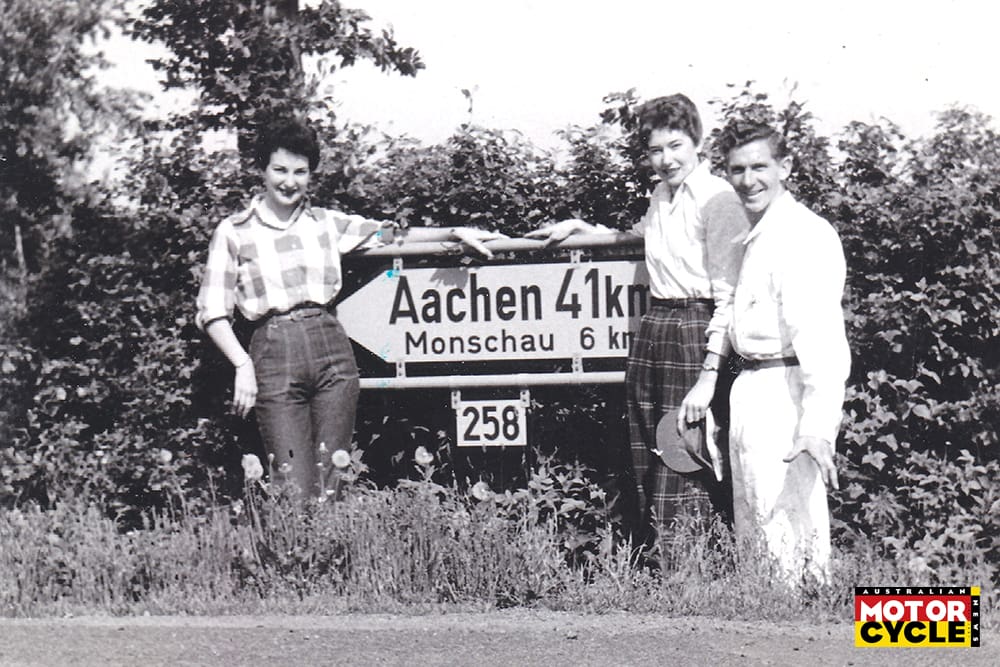 Aachen 41km
Monschau 6 km
258
AUSTRALIAN
MOTOR
CYCLE
NEWS